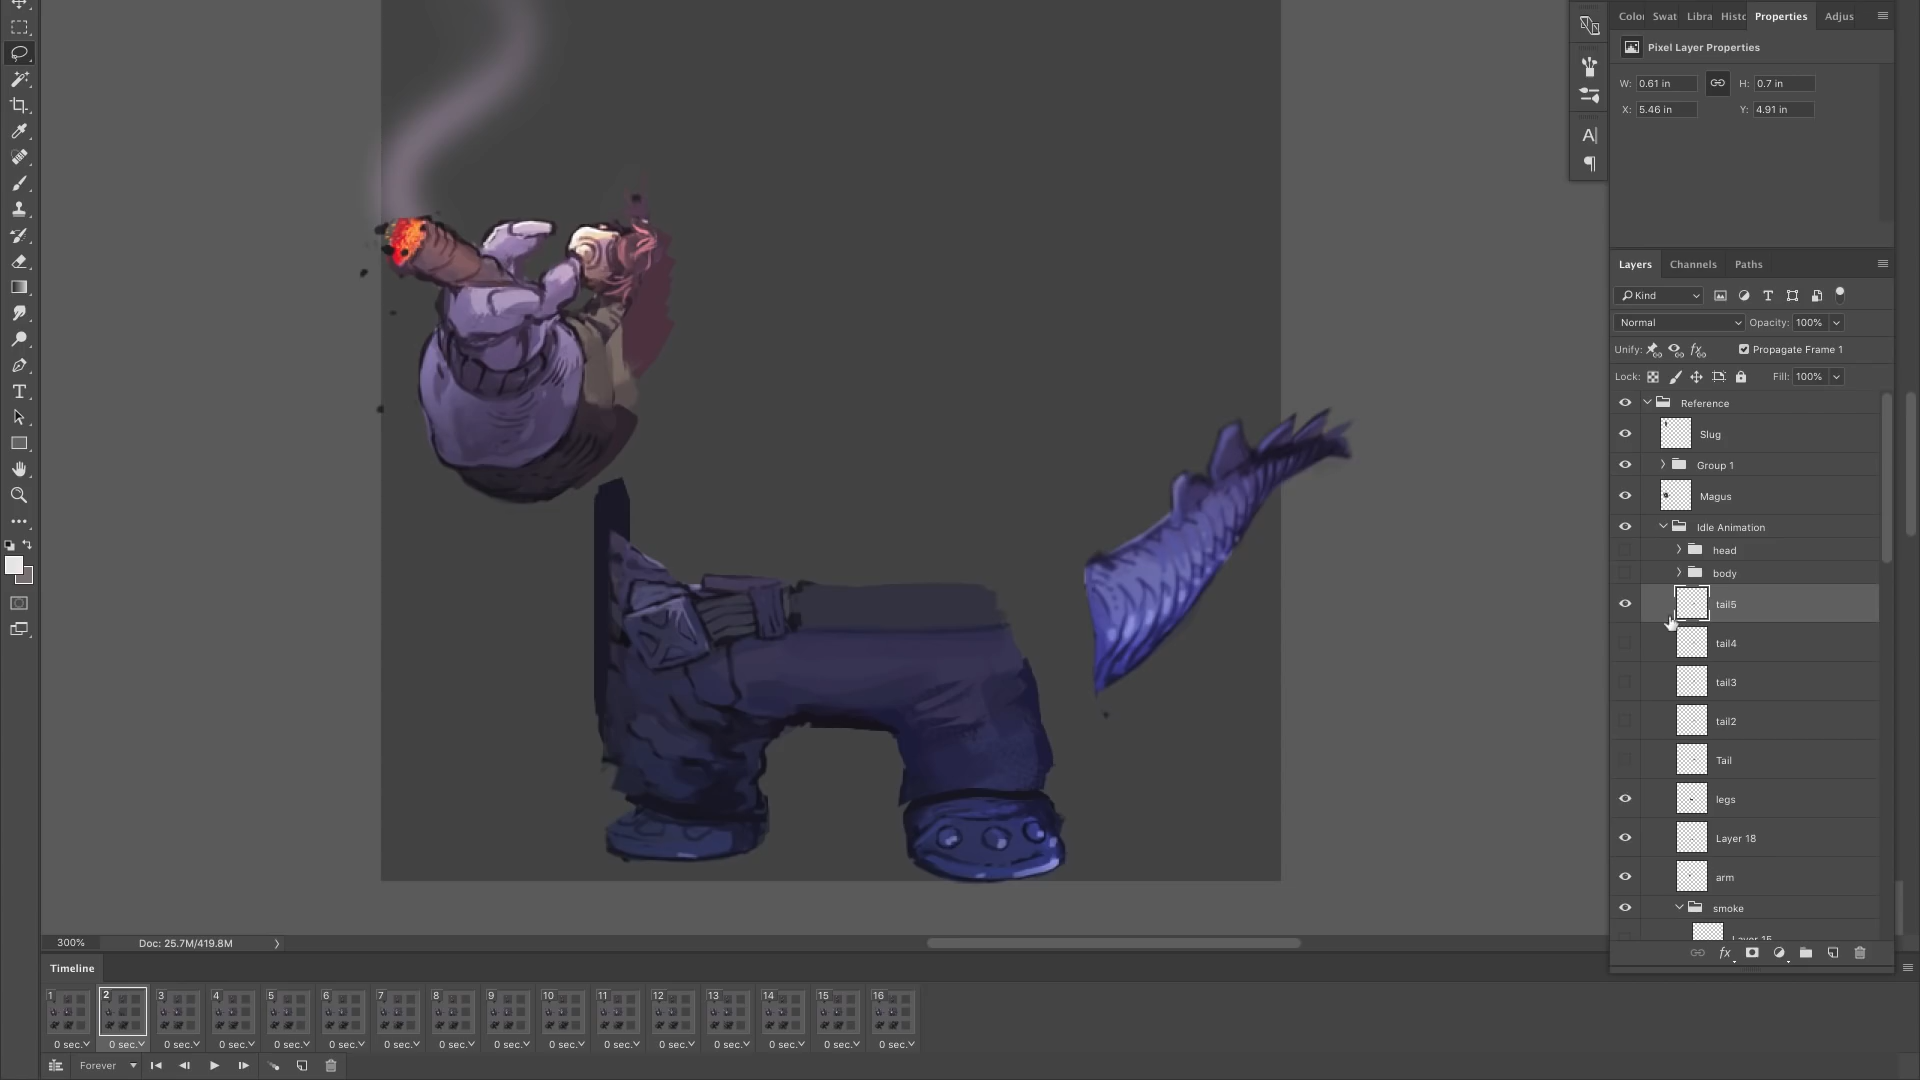 Color Swat Libra Histo Properties Adjus
Pixel Layer Properties
W: 0.61 in H: 0.7 in
X: 5.46 in Y: 4.91 in
Layers Channels Paths
Kind
Normal Opacity: 100%
Unify: Propagate Frame 1
Lock: Fill: 100%
Reference
Slug
Group 1
Magus
Idle Animation
head
body
tail5
tail4
tail3
tail2
Tail
legs
Layer 18
arm
smoke
Layer 15
fx
300% Doc: 25.7M/419.8M
Timeline
1 2 3 4 5 6 7 8 9 10 11 12 13 14 15 16
0 sec. 0 sec. 0 sec. 0 sec. 0 sec. 0 sec. 0 sec. 0 sec. 0 sec. 0 sec. 0 sec. 0 sec. 0 sec. 0 sec. 0 sec. 0 sec.
Forever